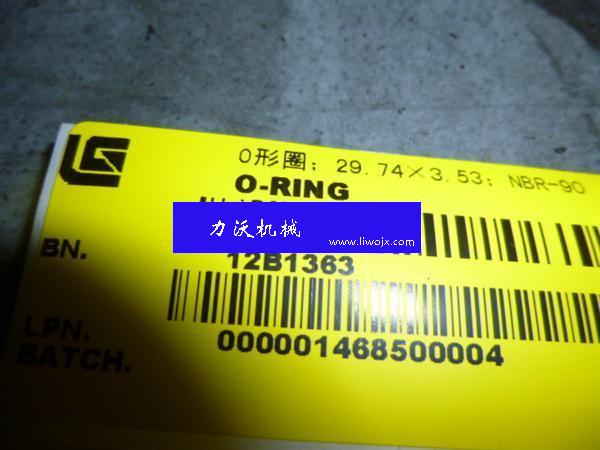 O形圈; 29.74×3.53; NBR-90
O-RING
力沃机械
www.liwojx.com
BN.
12B1363
LPN.
BATCH.
000001468500004